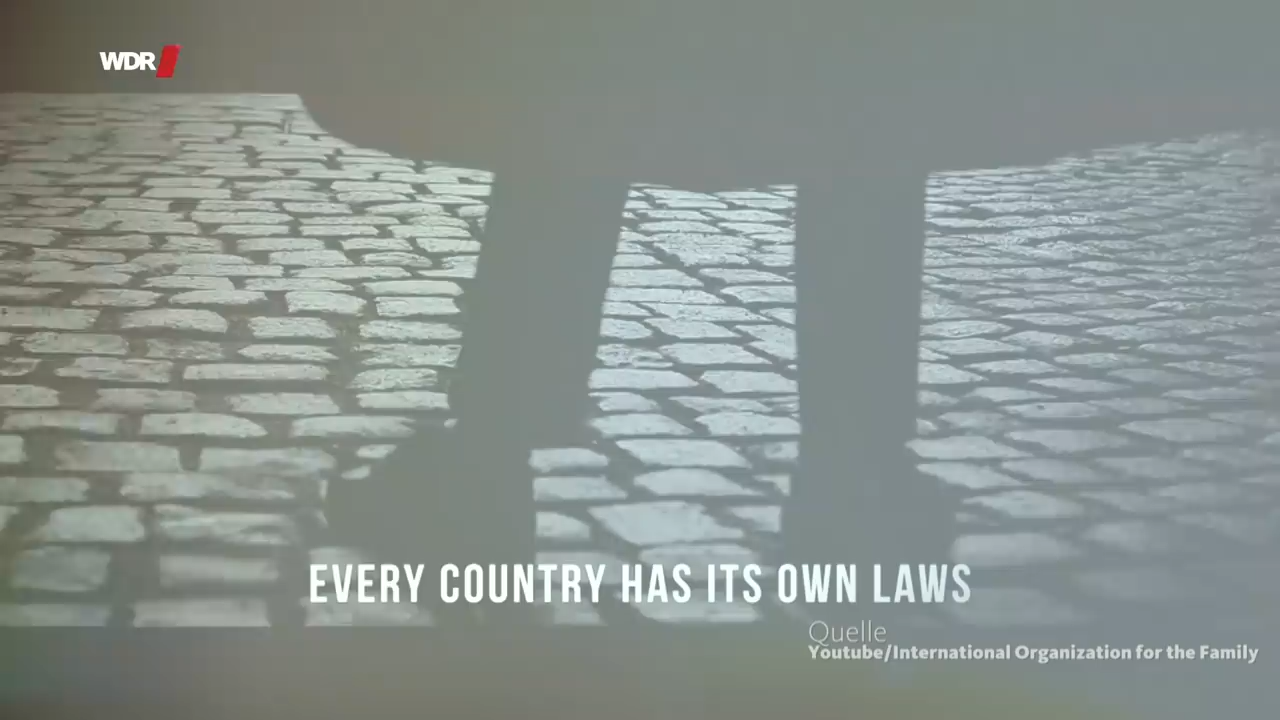 WDR
EVERY COUNTRY HAS ITS OWN LAWS
Quelle
Youtube/International Organization for the Family